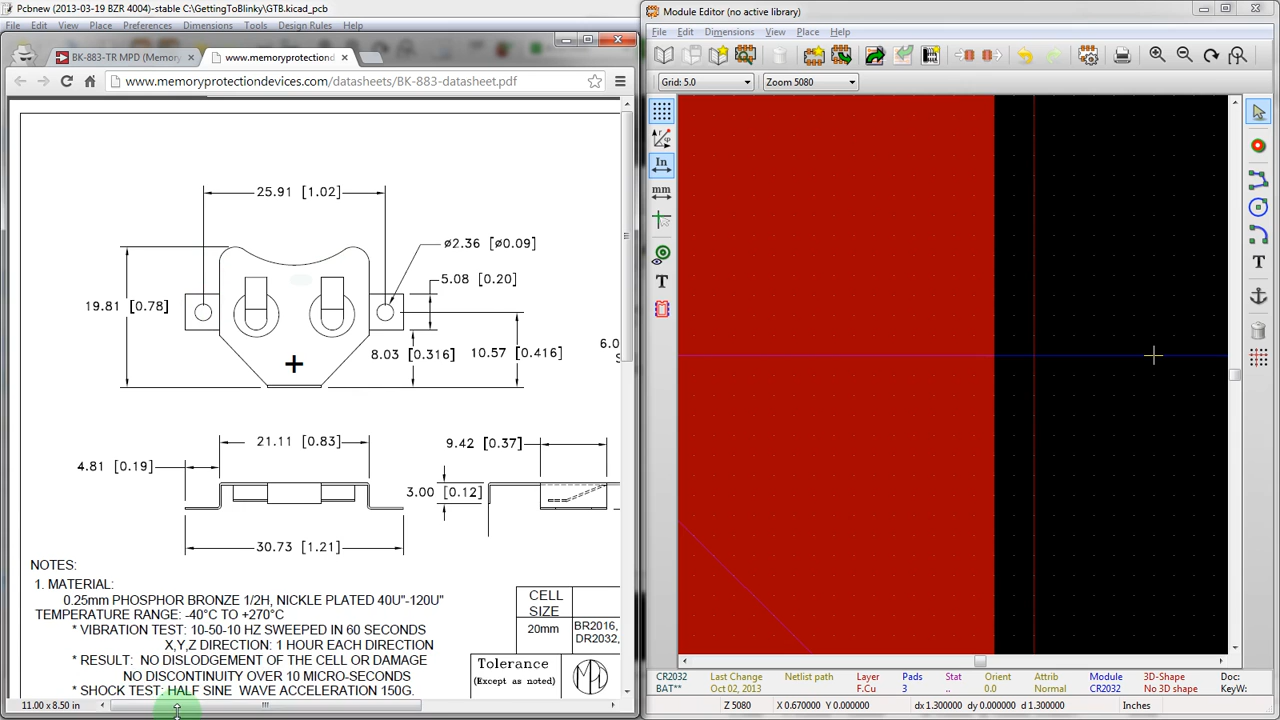 Pcbnew (2013-03-19 BZR 4004)-stable C:\GettingToBlinky\GTB.kicad_pcb
File Edit View Place Preferences Dimensions Tools Design Rules Help
BK-883-TR MPD (Memory
www.memoryprotectiondevic
www.memoryprotectiondevices.com/datasheets/BK-883-datasheet.pdf
25.91 [1.02]
ø2.36 [ø0.09]
5.08 [0.20]
19.81 [0.78]
8.03 [0.316]
10.57 [0.416]
6.0
S
+
21.11 [0.83]
9.42 [0.37]
4.81 [0.19]
3.00 [0.12]
30.73 [1.21]
NOTES:
1. MATERIAL:
0.25mm PHOSPHOR BRONZE 1/2H, NICKLE PLATED 40U"-120U"
TEMPERATURE RANGE: -40°C TO +270°C
* VIBRATION TEST: 10-50-10 HZ SWEEPED IN 60 SECONDS
X,Y,Z DIRECTION: 1 HOUR EACH DIRECTION
* RESULT: NO DISLODGEMENT OF THE CELL OR DAMAGE
NO DISCONTINUITY OVER 10 MICRO-SECONDS
* SHOCK TEST: HALF SINE WAVE ACCELERATION 150G.
CELL
SIZE
20mm
BR2016,
DR2032,
Tolerance
(Except as noted)
11.00 x 8.50 in
Module Editor (no active library)
File Edit Dimensions View Place Help
Grid: 5.0
Zoom 5080
In
mm
T
T
CR2032 Last Change Netlist path Layer Pads Stat Orient Attrib Module 3D-Shape Doc:
BAT** Oct 02, 2013 F.Cu 3 .. 0.0 Normal CR2032 No 3D shape KeyW:
Z 5080 X 0.670000 Y 0.000000 dx 1.300000 dy 0.000000 d 1.300000 Inches